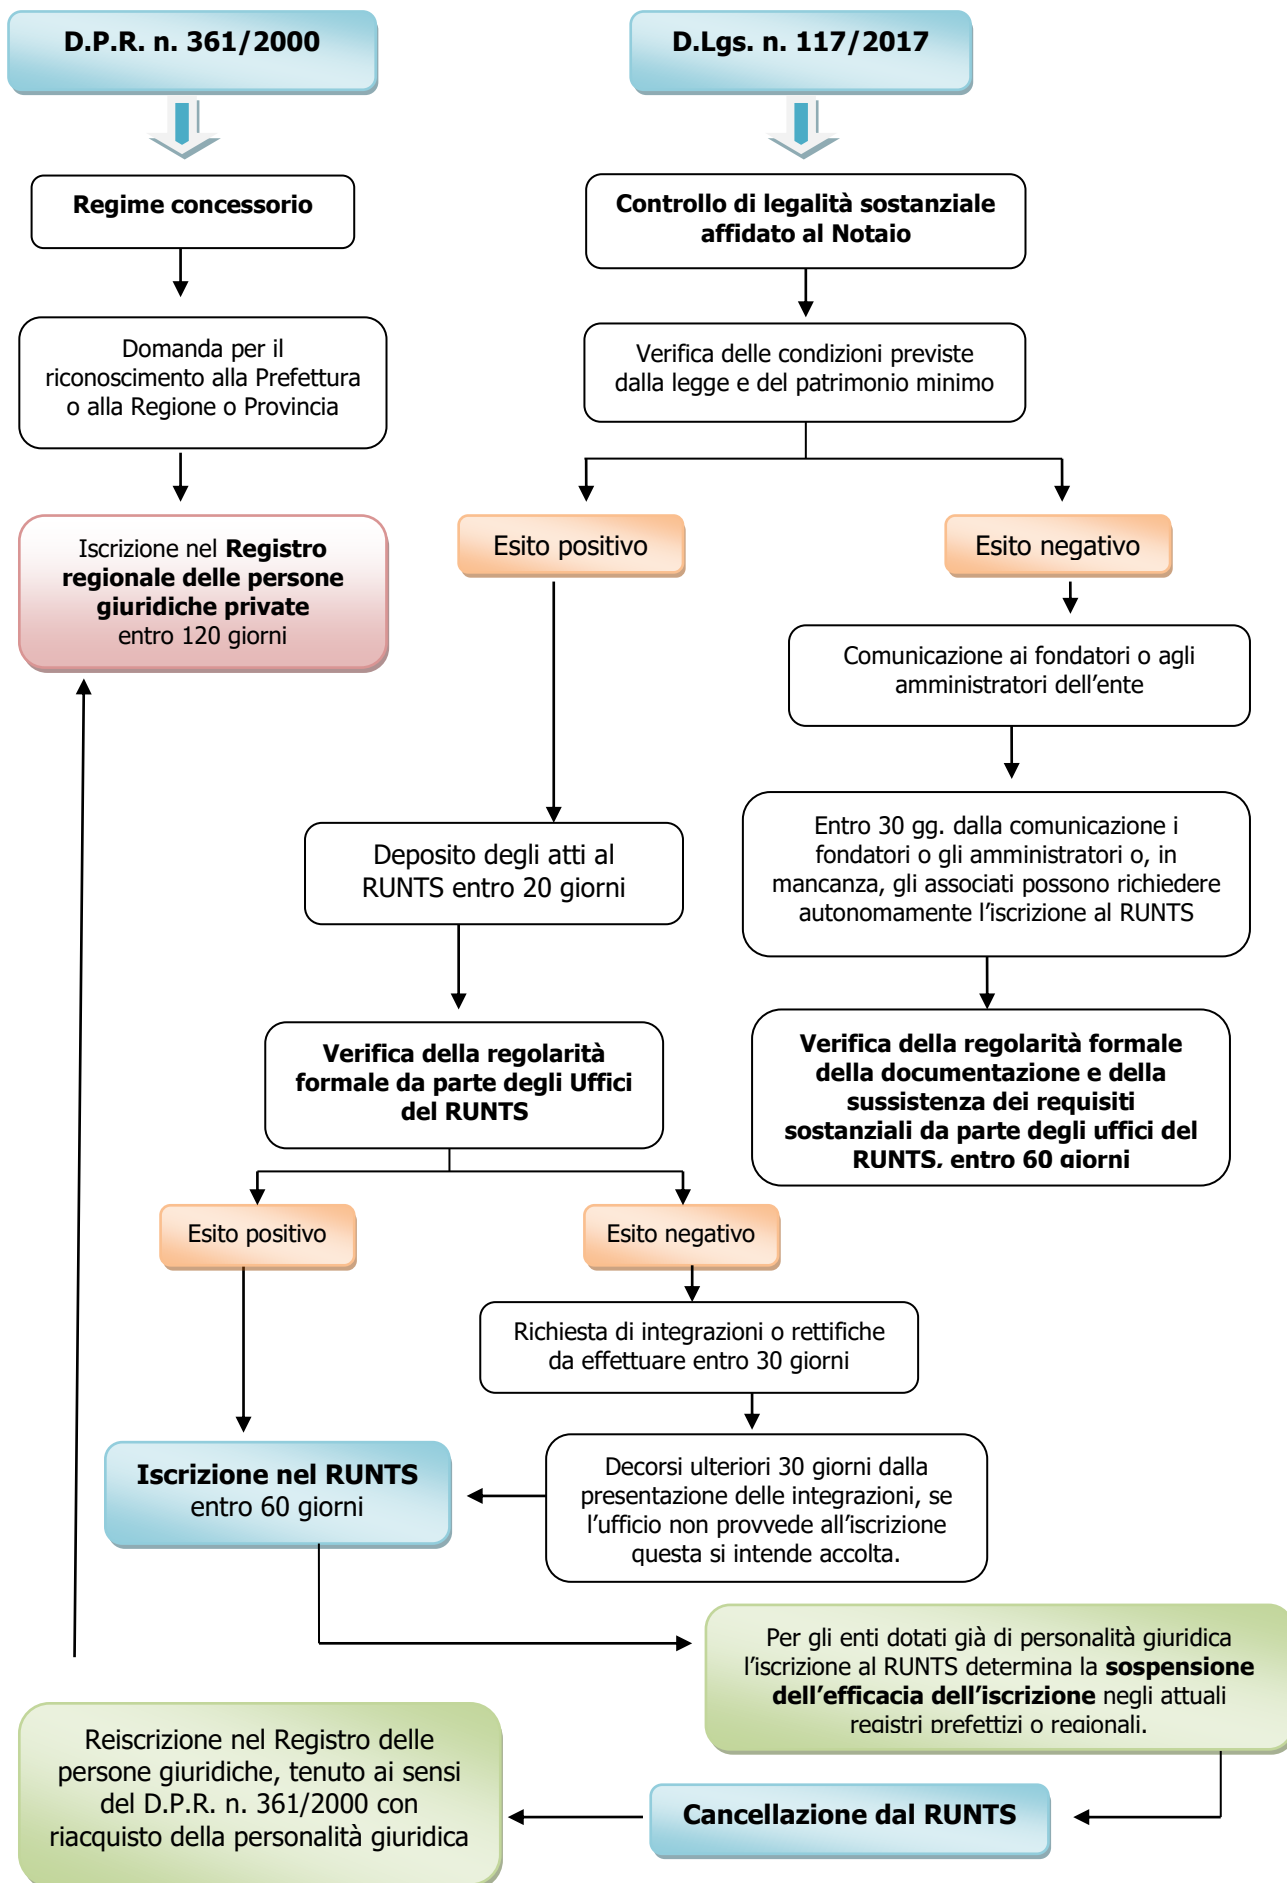 D.P.R. n. 361/2000
D.Lgs. n. 117/2017
Regime concessorio
Controllo di legalità sostanziale
affidato al Notaio
Domanda per il
riconoscimento alla Prefettura
o alla Regione o Provincia
Verifica delle condizioni previste
dalla legge e del patrimonio minimo
Iscrizione nel Registro
regionale delle persone
giuridiche private
entro 120 giorni
Esito positivo
Esito negativo
Comunicazione ai fondatori o agli
amministratori dell’ente
Deposito degli atti al
RUNTS entro 20 giorni
Entro 30 gg. dalla comunicazione i
fondatori o gli amministratori o, in
mancanza, gli associati possono richiedere
autonomamente l’iscrizione al RUNTS
Verifica della regolarità
formale da parte degli Uffici
del RUNTS
Verifica della regolarità formale
della documentazione e della
sussistenza dei requisiti
sostanziali da parte degli uffici del
RUNTS, entro 60 giorni
Esito positivo
Esito negativo
Richiesta di integrazioni o rettifiche
da effettuare entro 30 giorni
Iscrizione nel RUNTS
entro 60 giorni
Decorsi ulteriori 30 giorni dalla
presentazione delle integrazioni, se
l’ufficio non provvede all’iscrizione
questa si intende accolta.
Per gli enti dotati già di personalità giuridica
l’iscrizione al RUNTS determina la sospensione
dell’efficacia dell’iscrizione negli attuali
registri prefettizi o regionali.
Reiscrizione nel Registro delle
persone giuridiche, tenuto ai sensi
del D.P.R. n. 361/2000 con
riacquisto della personalità giuridica
Cancellazione dal RUNTS